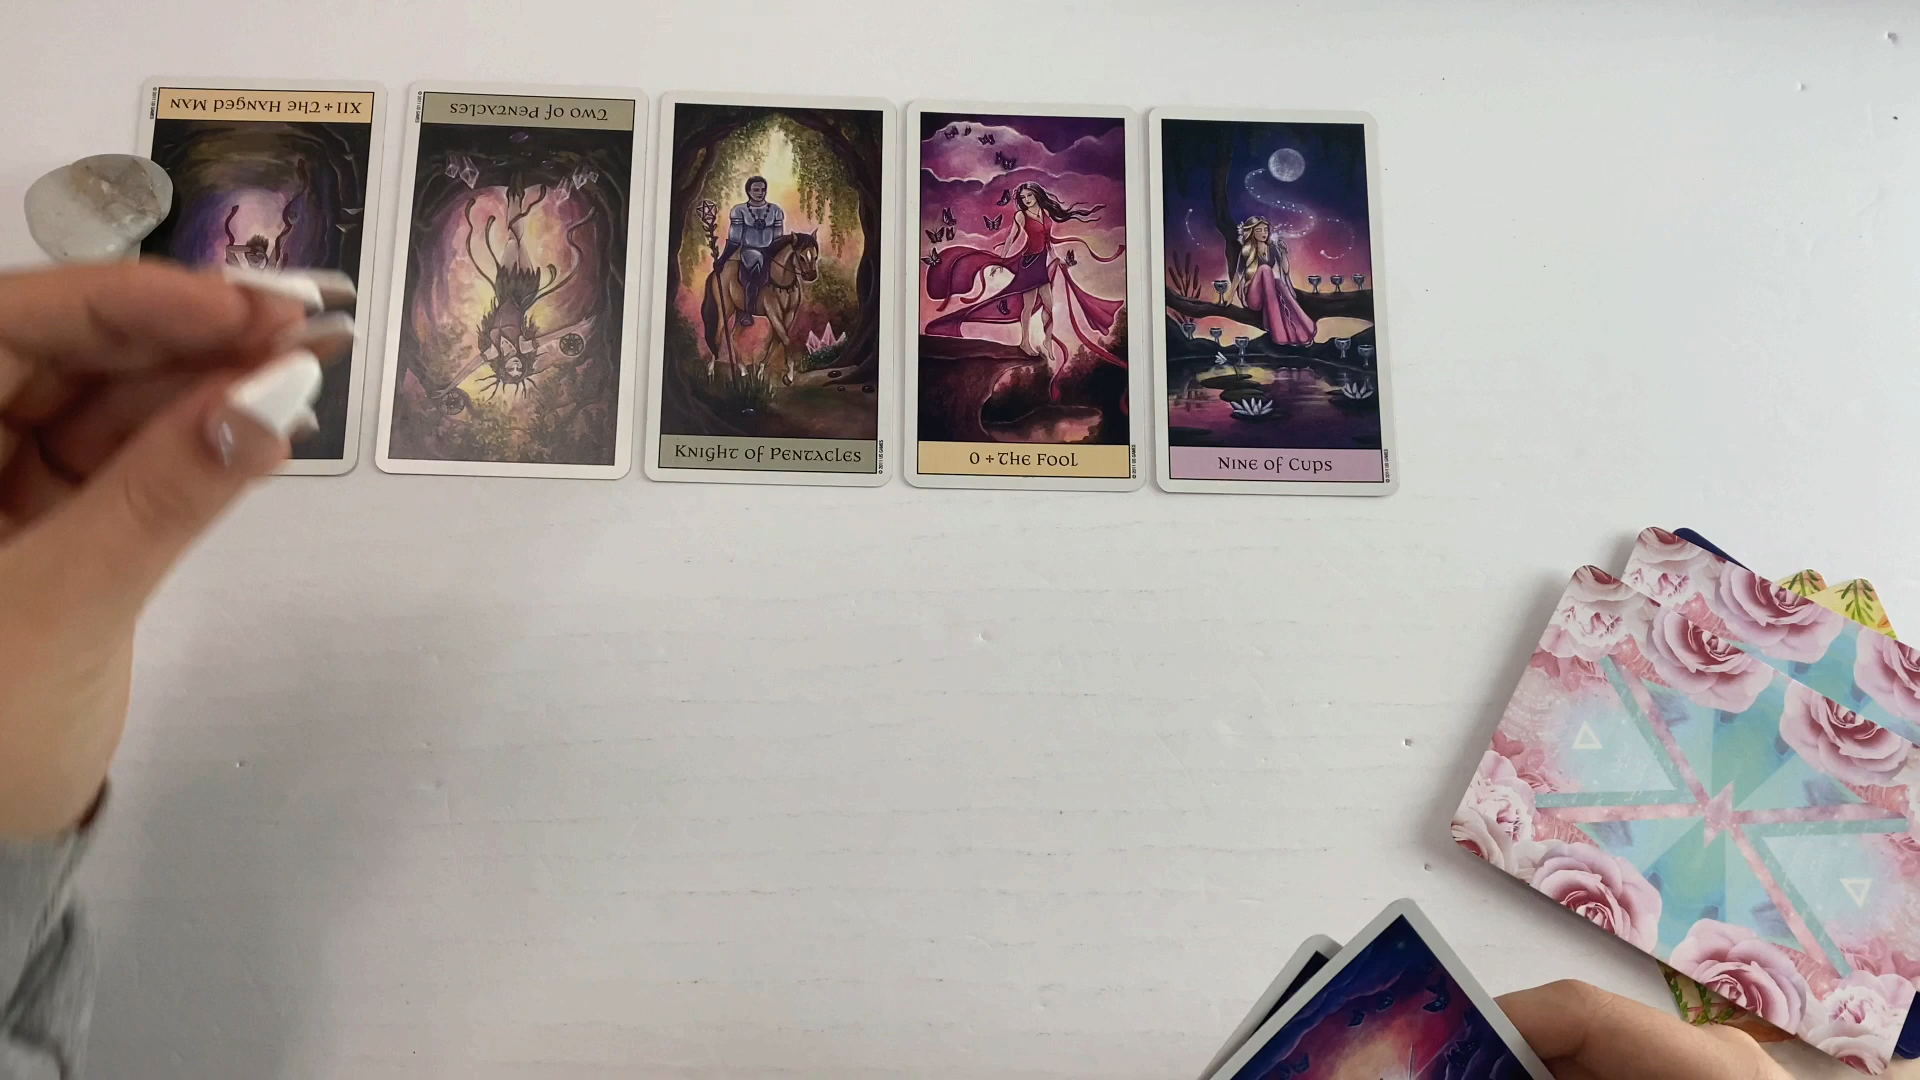 XII + The Hanged Man
Two of Pentacles
Knight of Pentacles
0 + The Fool
Nine of Cups